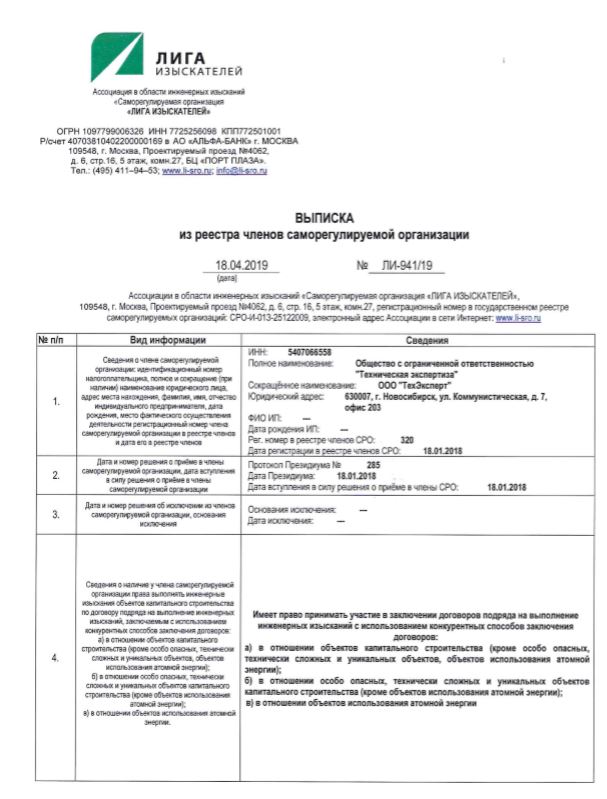 ЛИГА
ИЗЫСКАТЕЛЕЙ
Ассоциация в области инженерных изысканий
«Саморегулируемая организация
«ЛИГА ИЗЫСКАТЕЛЕЙ»
ОГРН 1097799006326 ИНН 7725256098 КПП772501001
Р/счет 40703810402200000169 в АО «АЛЬФА-БАНК» г. МОСКВА
109548, г. Москва, Проектируемый проезд №4062,
д. 6, стр.16, 5 этаж, комн.27, БЦ «ПОРТ ПЛАЗА».
Тел.: (495) 411–94–53; www.li-sro.ru; info@li-sro.ru
ВЫПИСКА
из реестра членов саморегулируемой организации
18.04.2019 № ЛИ-941/19
(дата)
Ассоциации в области инженерных изысканий «Саморегулируемая организация «ЛИГА ИЗЫСКАТЕЛЕЙ»,
109548, г. Москва, Проектируемый проезд №4062, д. 6, стр. 16, 5 этаж, комн.27, регистрационный номер в государственном реестре
саморегулируемых организаций: СРО-И-013-25122009, электронный адрес Ассоциации в сети Интернет: www.li-sro.ru
№ п/п Вид информации Сведения
1.
Сведения о члене саморегулируемой
организации: идентификационный номер
налогоплательщика, полное и сокращение (при
наличии) наименование юридического лица,
адрес места нахождения, фамилия, имя, отчество
индивидуального предпринимателя, дата
рождения, место фактического осуществления
деятельности регистрационный номер члена
саморегулируемой организации в реестре членов
и дата его в реестре членов
ИНН: 5407066558
Полное наименование: Общество с ограниченной ответственностью
"Техническая экспертиза"
Сокращённое наименование: ООО "ТехЭксперт"
Юридический адрес: 630007, г. Новосибирск, ул. Коммунистическая, д. 7,
офис 203
ФИО ИП: ---
Дата рождения ИП: ---
Рег. номер в реестре членов СРО: 320
Дата регистрации в реестре членов СРО: 18.01.2018
2.
Дата и номер решения о приёме в члены
саморегулируемой организации, дата вступления
в силу решения о приёме в члены
саморегулируемой организации
Протокол Президиума № 285
Дата Президиума: 18.01.2018
Дата вступления в силу решения о приёме в члены СРО: 18.01.2018
3.
Дата и номер решения об исключении из членов
саморегулируемой организации, основания
исключения
Основания исключения: ---
Дата исключения: ---
4.
Сведения о наличие у члена саморегулируемой
организации права выполнять инженерные
изыскания объектов капитального строительства
по договору подряда на выполнение инженерных
изысканий, заключаемым с использованием
конкурентных способов заключения договоров:
а) в отношении объектов капитального
строительства (кроме особо опасных, технически
сложных и уникальных объектов, объектов
использования атомной энергии);
б) в отношении особо опасных, технически
сложных и уникальных объектов капитального
строительства (кроме объектов использования
атомной энергии);
в) в отношении объектов использования атомной
энергии.
Имеет право принимать участие в заключении договоров подряда на выполнение
инженерных изысканий с использованием конкурентных способов заключения
договоров:
а) в отношении объектов капитального строительства (кроме особо опасных,
технически сложных и уникальных объектов, объектов использования атомной
энергии);
б) в отношении особо опасных, технически сложных и уникальных объектов
капитального строительства (кроме объектов использования атомной энергии);
в) в отношении объектов использования атомной энергии